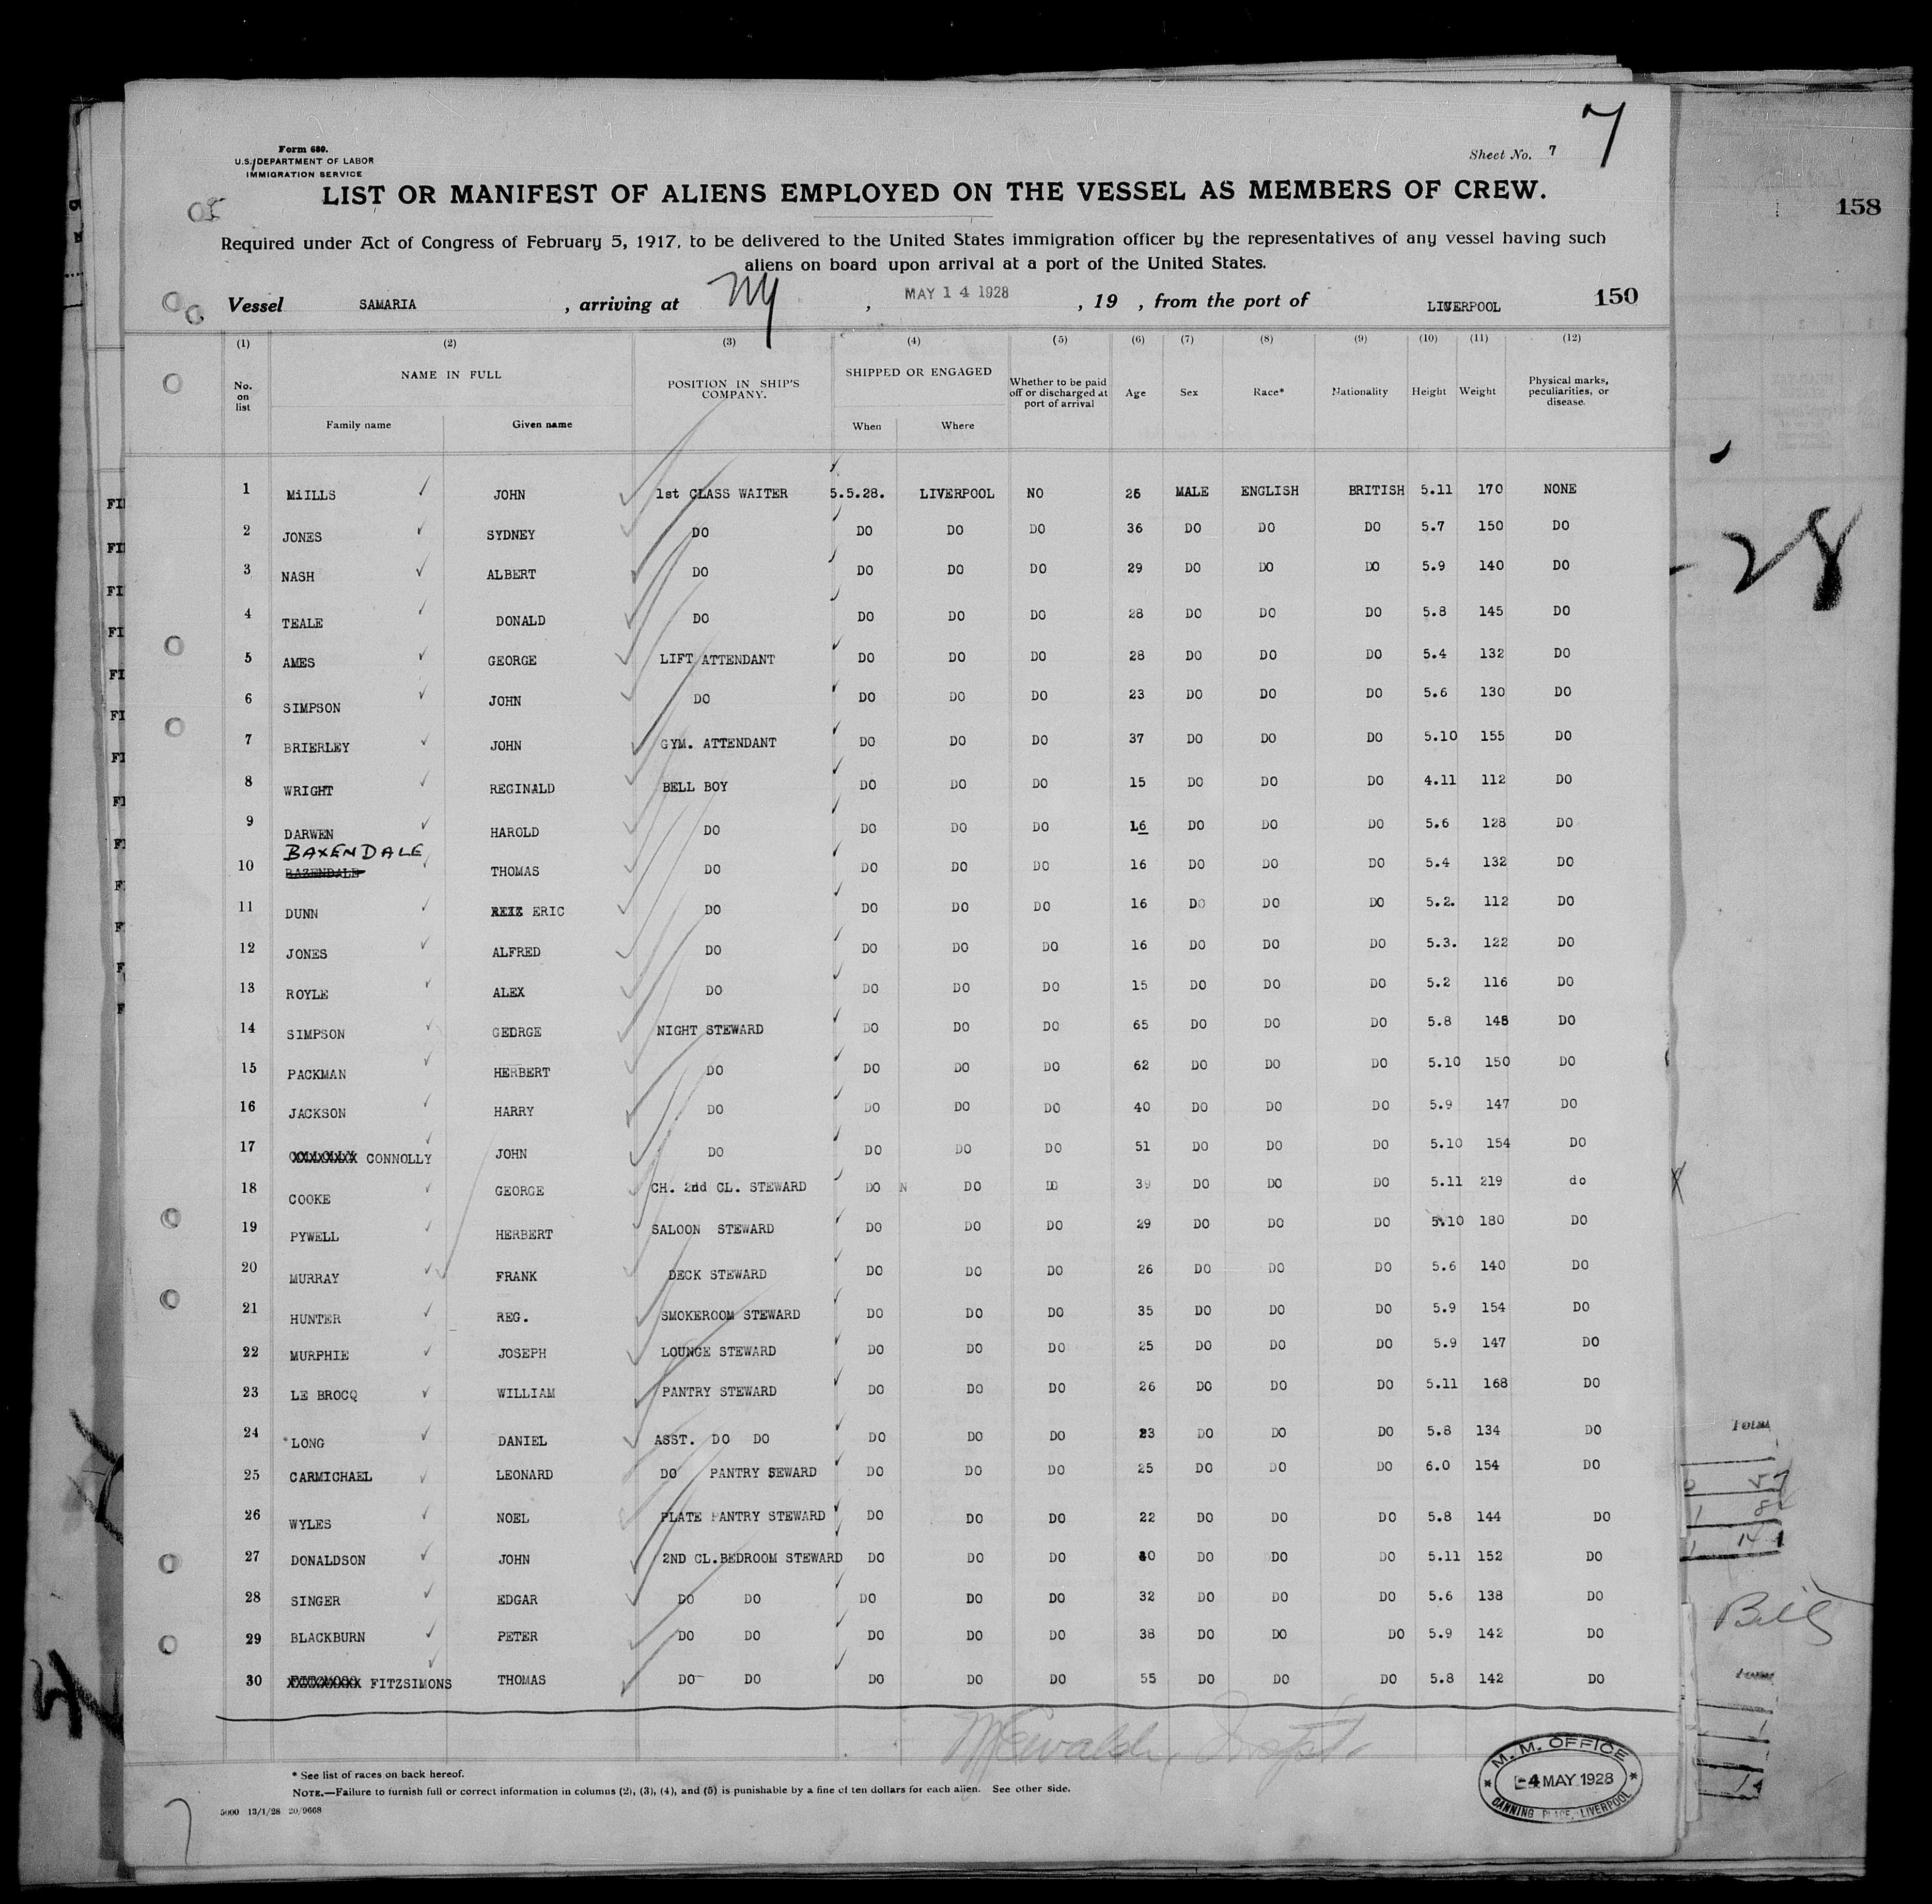 7
Form 680.
U.S. DEPARTMENT OF LABOR
IMMIGRATION SERVICE
Sheet No. 7
LIST OR MANIFEST OF ALIENS EMPLOYED ON THE VESSEL AS MEMBERS OF CREW.
158
Required under Act of Congress of February 5, 1917, to be delivered to the United States immigration officer by the representatives of any vessel having such
aliens on board upon arrival at a port of the United States.
Vessel SAMARIA , arriving at NY , MAY 14 1928 , 19 , from the port of LIVERPOOL 150
(1) (2) (3) (4) (5) (6) (7) (8) (9) (10) (11) (12)
No. on list NAME IN FULL Family name Given name POSITION IN SHIP'S COMPANY. SHIPPED OR ENGAGED When Where Whether to be paid off or discharged at port of arrival Age Sex Race* Nationality Height Weight Physical marks, peculiarities, or disease.
1 MiILLS JOHN 1st CLASS WAITER 5.5.28. LIVERPOOL NO 26 MALE ENGLISH BRITISH 5.11 170 NONE
2 JONES SYDNEY DO DO DO DO 36 DO DO DO 5.7 150 DO
3 NASH ALBERT DO DO DO DO 29 DO DO DO 5.9 140 DO
4 TEALE DONALD DO DO DO DO 28 DO DO DO 5.8 145 DO
5 AMES GEORGE LIFT ATTENDANT DO DO DO 28 DO DO DO 5.4 132 DO
6 SIMPSON JOHN DO DO DO DO 23 DO DO DO 5.6 130 DO
7 BRIERLEY JOHN GYM. ATTENDANT DO DO DO 37 DO DO DO 5.10 155 DO
8 WRIGHT REGINALD BELL BOY DO DO DO 15 DO DO DO 4.11 112 DO
9 DARWEN HAROLD DO DO DO DO 16 DO DO DO 5.6 128 DO
BAXENDALE
10 BAZENDALE THOMAS DO DO DO DO 16 DO DO DO 5.4 132 DO
11 DUNN ERIC DO DO DO DO 16 DO DO DO 5.2. 112 DO
12 JONES ALFRED DO DO DO DO 16 DO DO DO 5.3. 122 DO
13 ROYLE ALEX DO DO DO DO 15 DO DO DO 5.2 116 DO
14 SIMPSON GEORGE NIGHT STEWARD DO DO DO 65 DO DO DO 5.8 148 DO
15 PACKMAN HERBERT DO DO DO DO 62 DO DO DO 5.10 150 DO
16 JACKSON HARRY DO DO DO DO 40 DO DO DO 5.9 147 DO
17 CONNOLLY JOHN DO DO DO DO 51 DO DO DO 5.10 154 DO
18 COOKE GEORGE CH. 2nd CL. STEWARD DO N DO DO 39 DO DO DO 5.11 219 do
19 PYWELL HERBERT SALOON STEWARD DO DO DO 29 DO DO DO 5.10 180 DO
20 MURRAY FRANK DECK STEWARD DO DO DO 26 DO DO DO 5.6 140 DO
21 HUNTER REG. SMOKEROOM STEWARD DO DO DO 35 DO DO DO 5.9 154 DO
22 MURPHIE JOSEPH LOUNGE STEWARD DO DO DO 25 DO DO DO 5.9 147 DO
23 LE BROCQ WILLIAM PANTRY STEWARD DO DO DO 26 DO DO DO 5.11 168 DO
24 LONG DANIEL ASST. DO DO DO DO DO 23 DO DO DO 5.8 134 DO
25 CARMICHAEL LEONARD DO PANTRY SEWARD DO DO DO 25 DO DO DO 6.0 154 DO
26 WYLES NOEL PLATE PANTRY STEWARD DO DO DO 22 DO DO DO 5.8 144 DO
27 DONALDSON JOHN 2ND CL.BEDROOM STEWARD DO DO DO 40 DO DO DO 5.11 152 DO
28 SINGER EDGAR DO DO DO DO DO 32 DO DO DO 5.6 138 DO
29 BLACKBURN PETER DO DO DO DO DO 38 DO DO DO 5.9 142 DO
30 FITZSIMONS THOMAS DO DO DO DO DO 55 DO DO DO 5.8 142 DO
* See list of races on back hereof.
NOTE.—Failure to furnish full or correct information in columns (2), (3), (4), and (5) is punishable by a fine of ten dollars for each alien. See other side.
5000 13/1/28 20/9668
M. M. OFFICE
-4 MAY 1928
CANNING PLACE, LIVERPOOL
28
Total
Bill